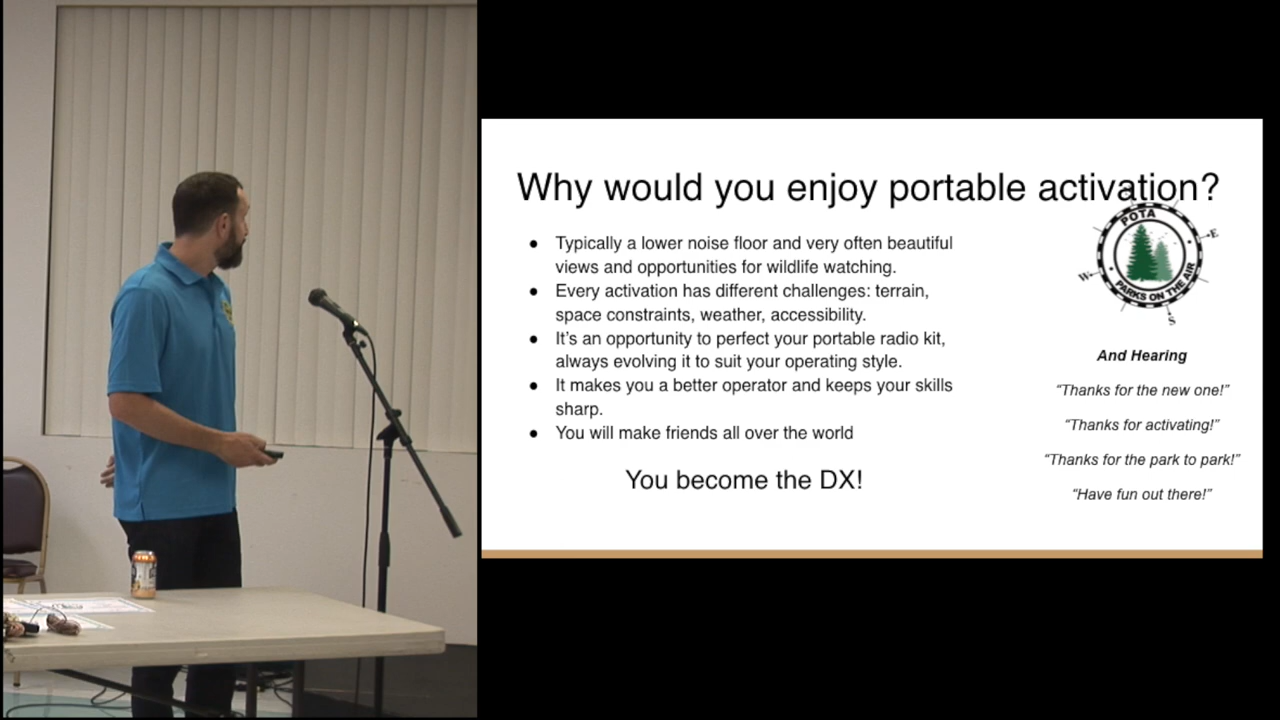 Why would you enjoy portable activation?
● Typically a lower noise floor and very often beautiful
views and opportunities for wildlife watching.
● Every activation has different challenges: terrain,
space constraints, weather, accessibility.
● It's an opportunity to perfect your portable radio kit,
always evolving it to suit your operating style.
● It makes you a better operator and keeps your skills
sharp.
● You will make friends all over the world
You become the DX!
POTA
E
W
PARKS ON THE AIR
S
And Hearing
“Thanks for the new one!”
“Thanks for activating!”
“Thanks for the park to park!”
“Have fun out there!”